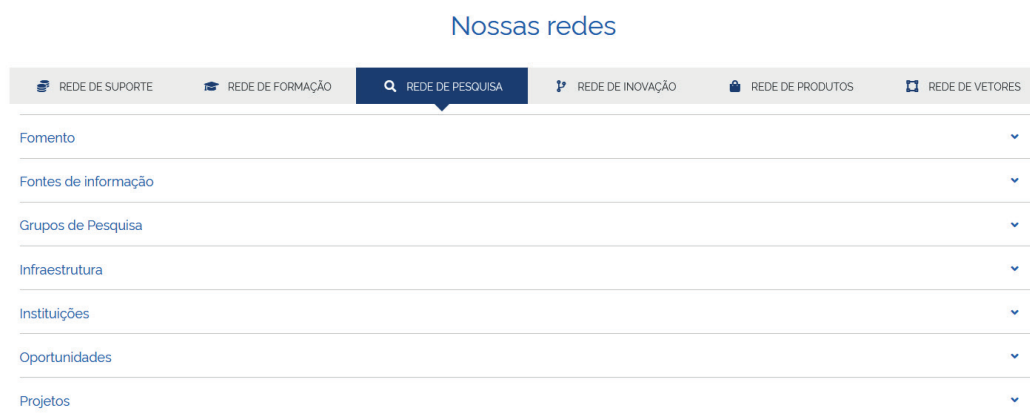 Nossas redes
REDE DE SUPORTE REDE DE FORMAÇÃO REDE DE PESQUISA REDE DE INOVAÇÃO REDE DE PRODUTOS REDE DE VETORES
Fomento
Fontes de informação
Grupos de Pesquisa
Infraestrutura
Instituições
Oportunidades
Projetos